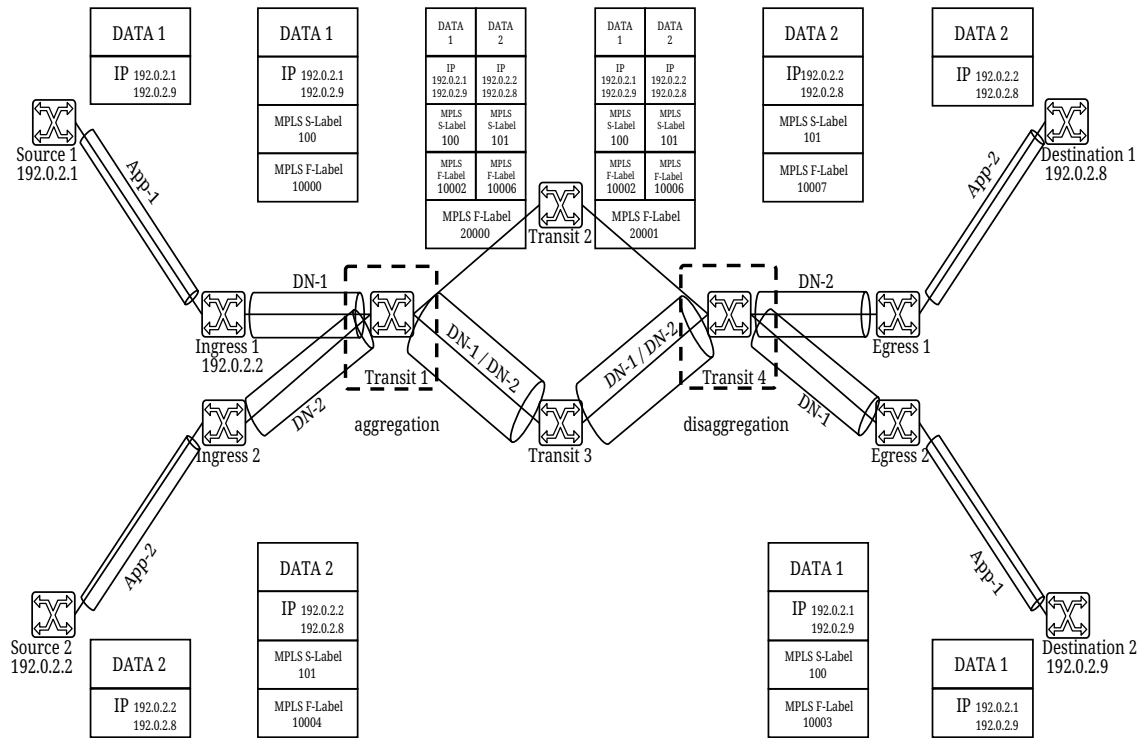 DATA 1
IP 192.0.2.1
192.0.2.9
DATA 1
IP 192.0.2.1
192.0.2.9
MPLS S-Label
100
MPLS F-Label
10000
DATA
1
DATA
2
IP
192.0.2.1
192.0.2.9
IP
192.0.2.2
192.0.2.8
MPLS
S-Label
100
MPLS
S-Label
101
MPLS
F-Label
10002
MPLS
F-Label
10006
MPLS F-Label
20000
DATA
1
DATA
2
IP
192.0.2.1
192.0.2.9
IP
192.0.2.2
192.0.2.8
MPLS
S-Label
100
MPLS
S-Label
101
MPLS
F-Label
10002
MPLS
F-Label
10006
MPLS F-Label
20001
DATA 2
IP192.0.2.2
192.0.2.8
MPLS S-Label
101
MPLS F-Label
10007
DATA 2
IP 192.0.2.2
192.0.2.8
Source 1
192.0.2.1
App-1
Transit 2
App-2
Destination 1
192.0.2.8
DN-1
DN-2
Ingress 1
192.0.2.2
Transit 1
DN-1 / DN-2
DN-1 / DN-2
Transit 4
Egress 1
DN-2
aggregation
disaggregation
DN-1
Ingress 2
Transit 3
Egress 2
App-2
App-1
Source 2
192.0.2.2
DATA 2
IP 192.0.2.2
192.0.2.8
DATA 2
IP 192.0.2.2
192.0.2.8
MPLS S-Label
101
MPLS F-Label
10004
DATA 1
IP 192.0.2.1
192.0.2.9
MPLS S-Label
100
MPLS F-Label
10003
DATA 1
IP 192.0.2.1
192.0.2.9
Destination 2
192.0.2.9